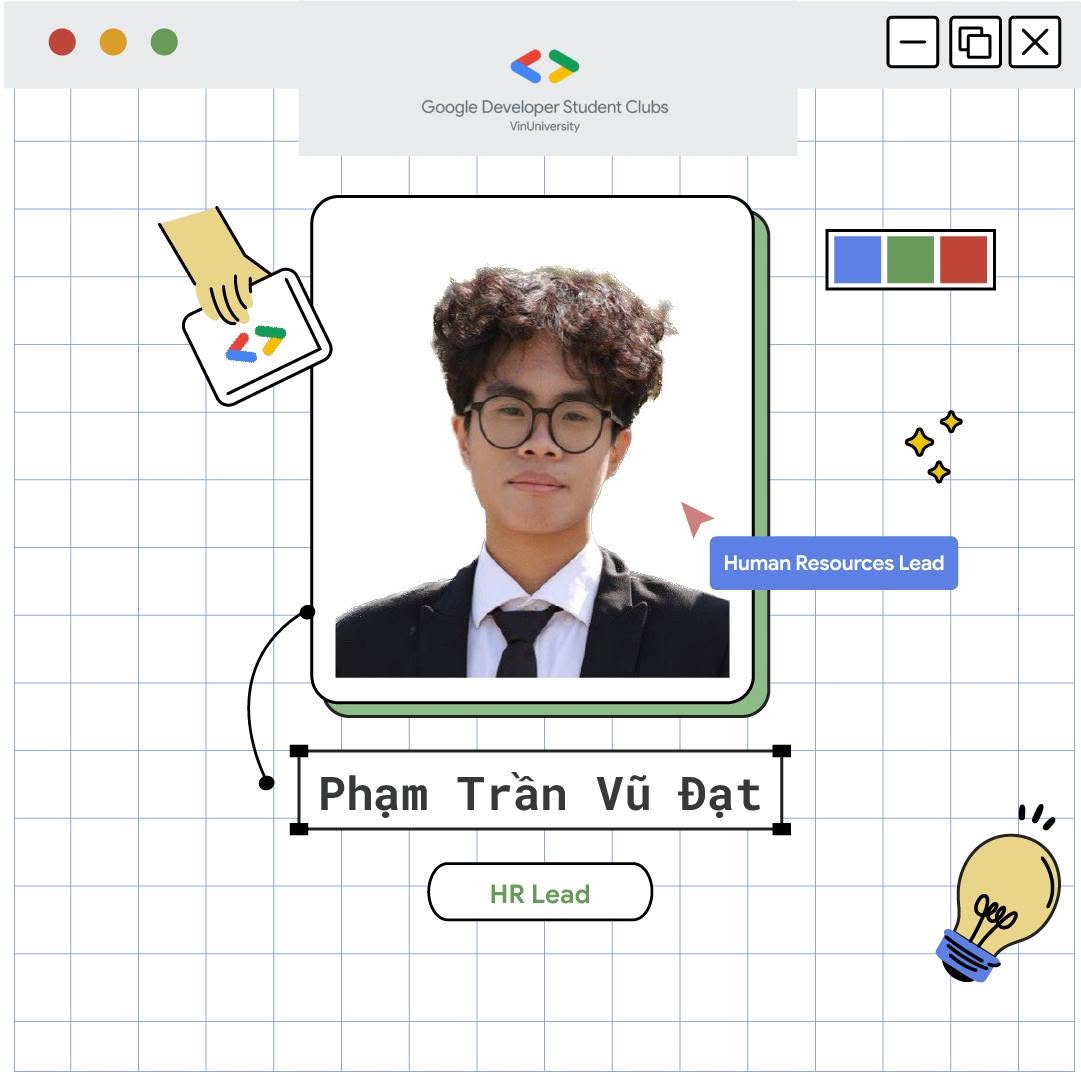 Google Developer Student Clubs
VinUniversity
Human Resources Lead
Phạm Trần Vũ Đạt
HR Lead